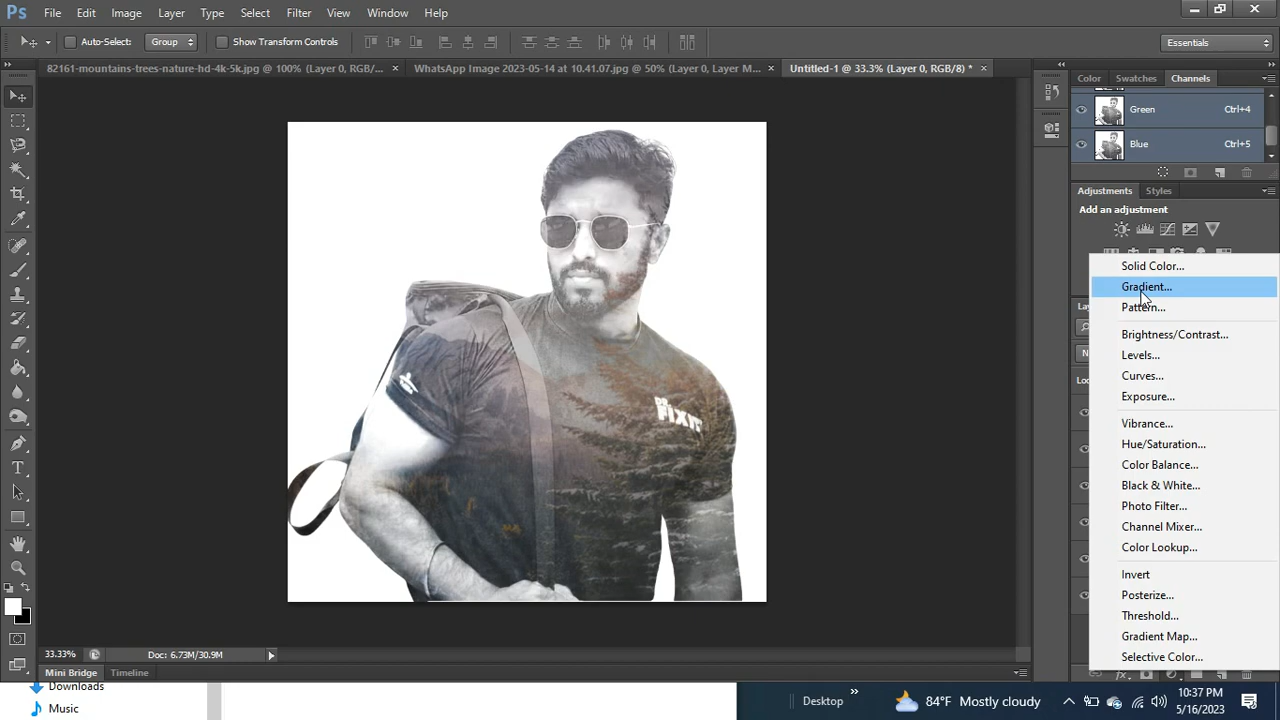 Ps File Edit Image Layer Type Select Filter View Window Help
Auto-Select: Group Show Transform Controls Essentials
82161-mountains-trees-nature-hd-4k-5k.jpg @ 100% (Layer 0, RGB/... × WhatsApp Image 2023-05-14 at 10.41.07.jpg @ 50% (Layer 0, Layer M... × Untitled-1 @ 33.3% (Layer 0, RGB/8) * ×
Color Swatches Channels
Green Ctrl+4
Blue Ctrl+5
Adjustments Styles
Add an adjustment
Solid Color...
Gradient...
Pattern...
Brightness/Contrast...
Levels...
Curves...
Exposure...
Vibrance...
Hue/Saturation...
Color Balance...
Black & White...
Photo Filter...
Channel Mixer...
Color Lookup...
Invert
Posterize...
Threshold...
Gradient Map...
Selective Color...
DR.
FIXIT
33.33% Doc: 6.73M/30.9M
Mini Bridge Timeline
Downloads
Music
Desktop
84°F Mostly cloudy
10:37 PM
5/16/2023